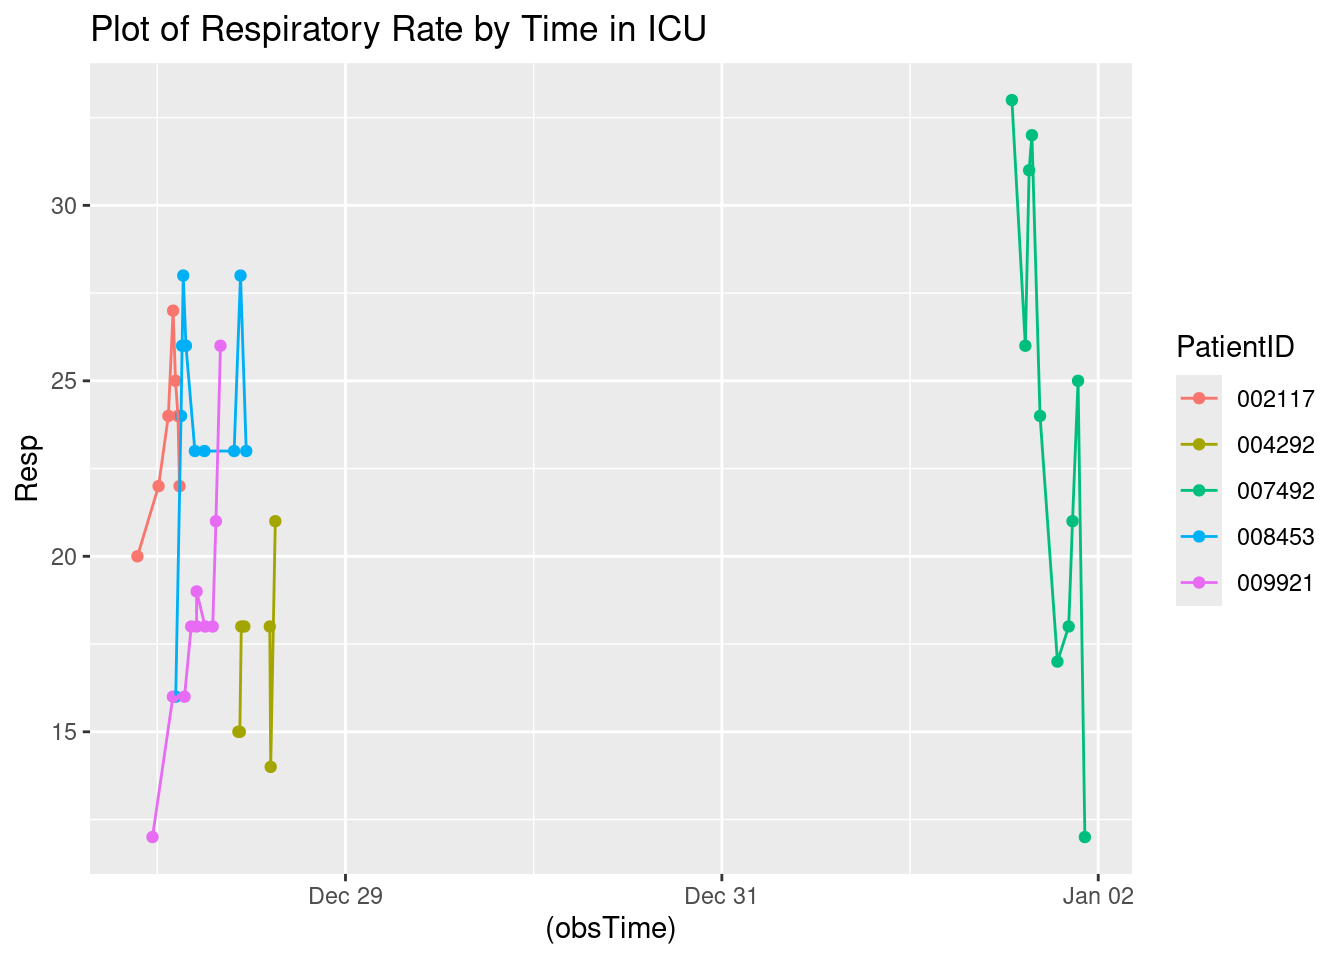 Plot of Respiratory Rate by Time in ICU
Resp
30
25
20
15
Dec 29
Dec 31
Jan 02
(obsTime)
PatientID
002117
004292
007492
008453
009921